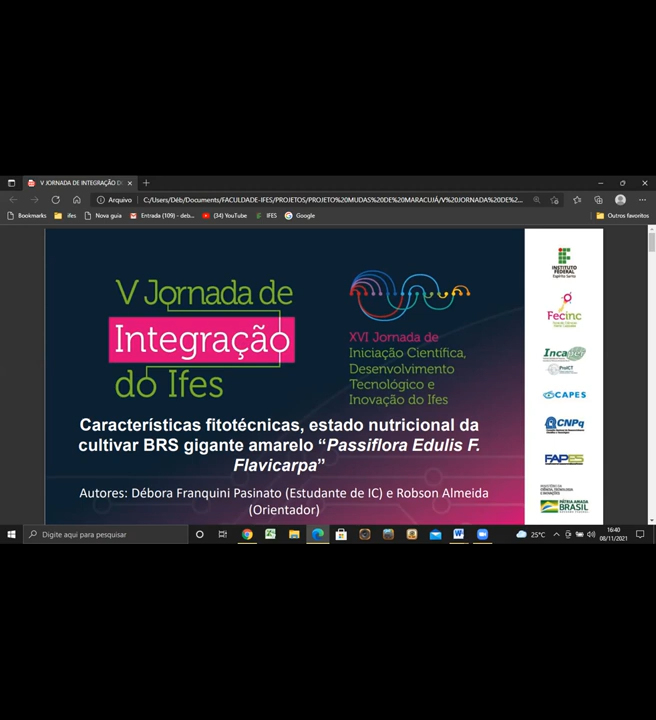 V JORNADA DE INTEGRAÇÃO D
Arquivo
C:/Users/Déb/Documents/FACULDADE-IFES/PROJETOS/PROJETO%20MUDAS%20DE%20MARACUJÁ/V%20JORNADA%20DE%2...
Bookmarks ifes Nova guia Entrada (109) - deb... (34) YouTube IFES Google Outros favoritos
V Jornada de
Integração
do Ifes
XVI Jornada de
Iniciação Científica,
Desenvolvimento
Tecnológico e
Inovação do Ifes
Características fitotécnicas, estado nutricional da
cultivar BRS gigante amarelo “Passiflora Edulis F.
Flavicarpa”
Autores: Débora Franquini Pasinato (Estudante de IC) e Robson Almeida
(Orientador)
INSTITUTO
FEDERAL
Espírito Santo
Fecinc
Incaper
CAPES
CNPq
FAPES
PÁTRIA AMADA
BRASIL
Digite aqui para pesquisar
25°C
16:40
08/11/2021